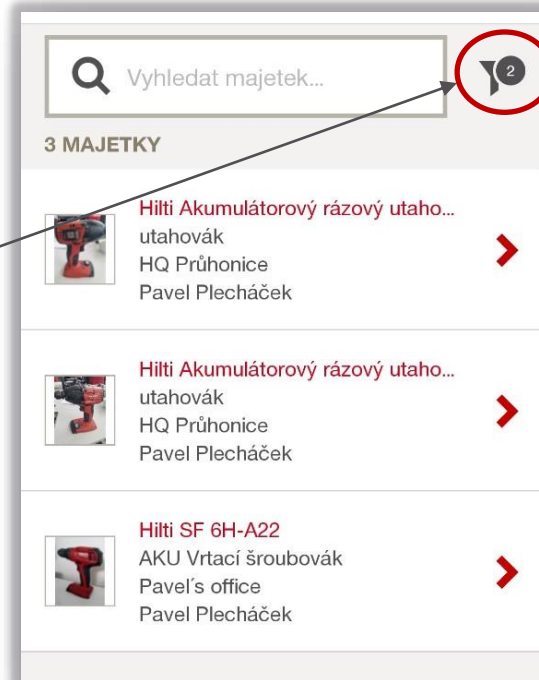 Vyhledat majetek...
2
3 MAJETKY
Hilti Akumulátorový rázový utaho...
utahovák
HQ Průhonice
Pavel Plecháček
Hilti Akumulátorový rázový utaho...
utahovák
HQ Průhonice
Pavel Plecháček
Hilti SF 6H-A22
AKU Vrtací šroubovák
Pavel´s office
Pavel Plecháček